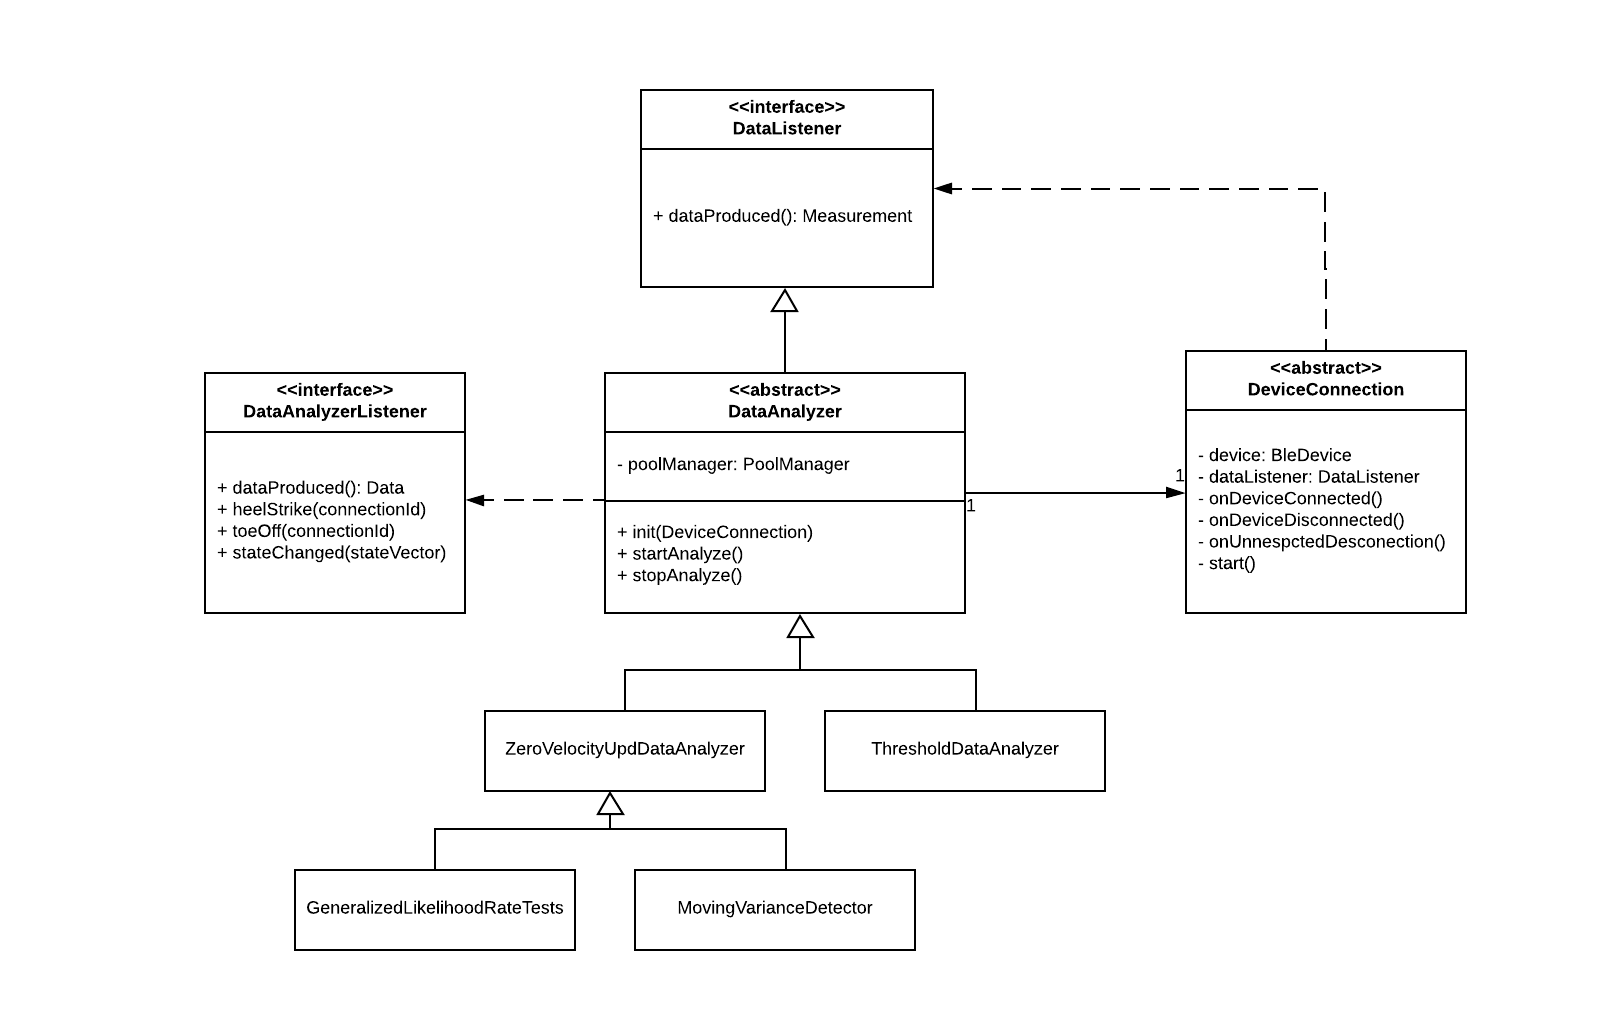 <<interface>>
DataListener
+ dataProduced(): Measurement
<<interface>>
DataAnalyzerListener
+ dataProduced(): Data
+ heelStrike(connectionId)
+ toeOff(connectionId)
+ stateChanged(stateVector)
<<abstract>>
DataAnalyzer
- poolManager: PoolManager
+ init(DeviceConnection)
+ startAnalyze()
+ stopAnalyze()
1
1
<<abstract>>
DeviceConnection
- device: BleDevice
- dataListener: DataListener
- onDeviceConnected()
- onDeviceDisconnected()
- onUnnespctedDesconection()
- start()
ZeroVelocityUpdDataAnalyzer
ThresholdDataAnalyzer
GeneralizedLikelihoodRateTests
MovingVarianceDetector